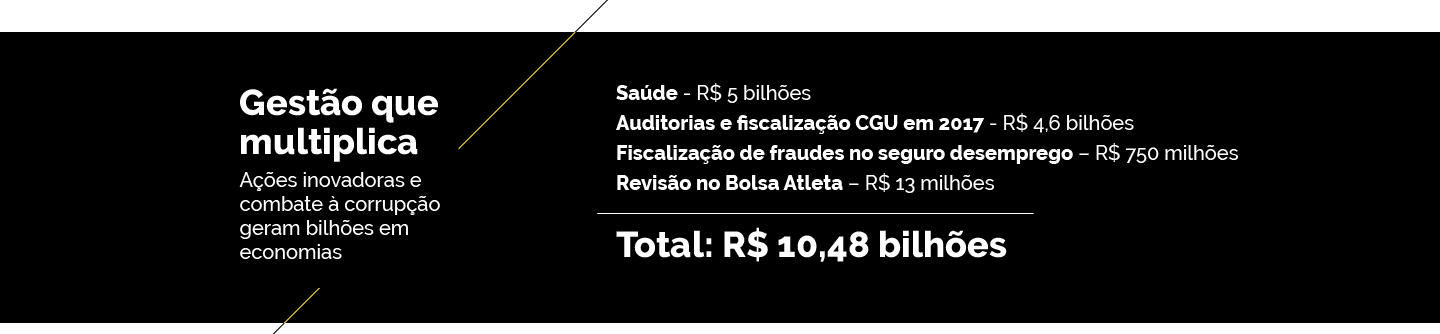 Gestão que
multiplica
Ações inovadoras e
combate à corrupção
geram bilhões em
economias
Saúde - R$ 5 bilhões
Auditorias e fiscalização CGU em 2017 - R$ 4,6 bilhões
Fiscalização de fraudes no seguro desemprego – R$ 750 milhões
Revisão no Bolsa Atleta – R$ 13 milhões
Total: R$ 10,48 bilhões